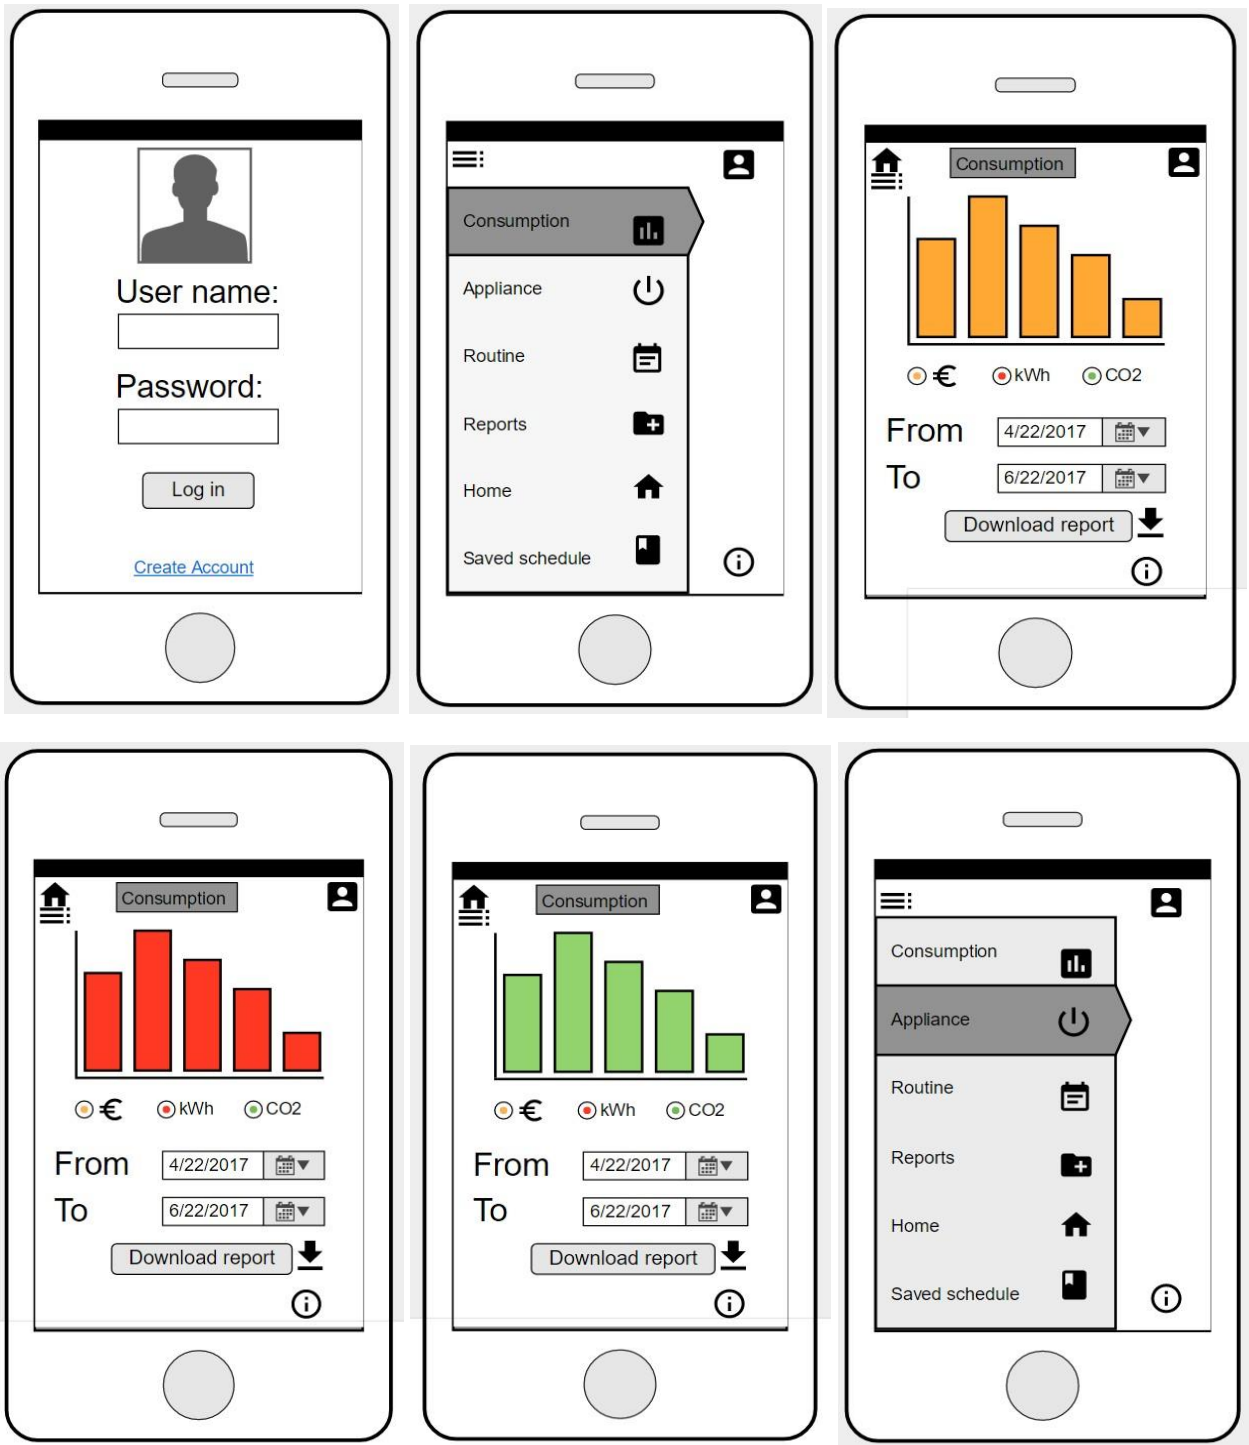 User name:
Password:
Log in
Create Account
Consumption
Appliance
Routine
Reports
Home
Saved schedule
Consumption
€ kWh CO2
From 4/22/2017
To 6/22/2017
Download report
Consumption
€ kWh CO2
From 4/22/2017
To 6/22/2017
Download report
Consumption
€ kWh CO2
From 4/22/2017
To 6/22/2017
Download report
Consumption
Appliance
Routine
Reports
Home
Saved schedule